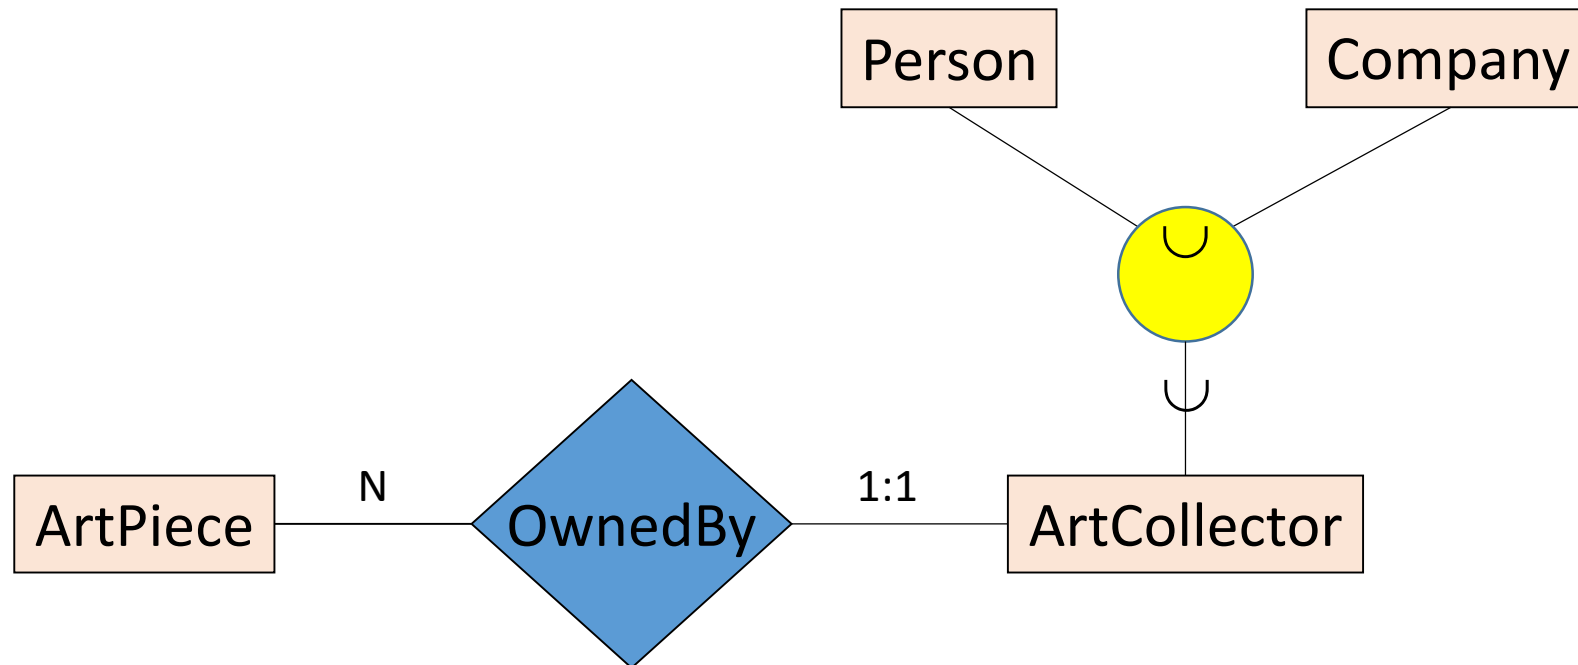 Person
Company
∪
∪
N
1:1
ArtPiece
OwnedBy
ArtCollector